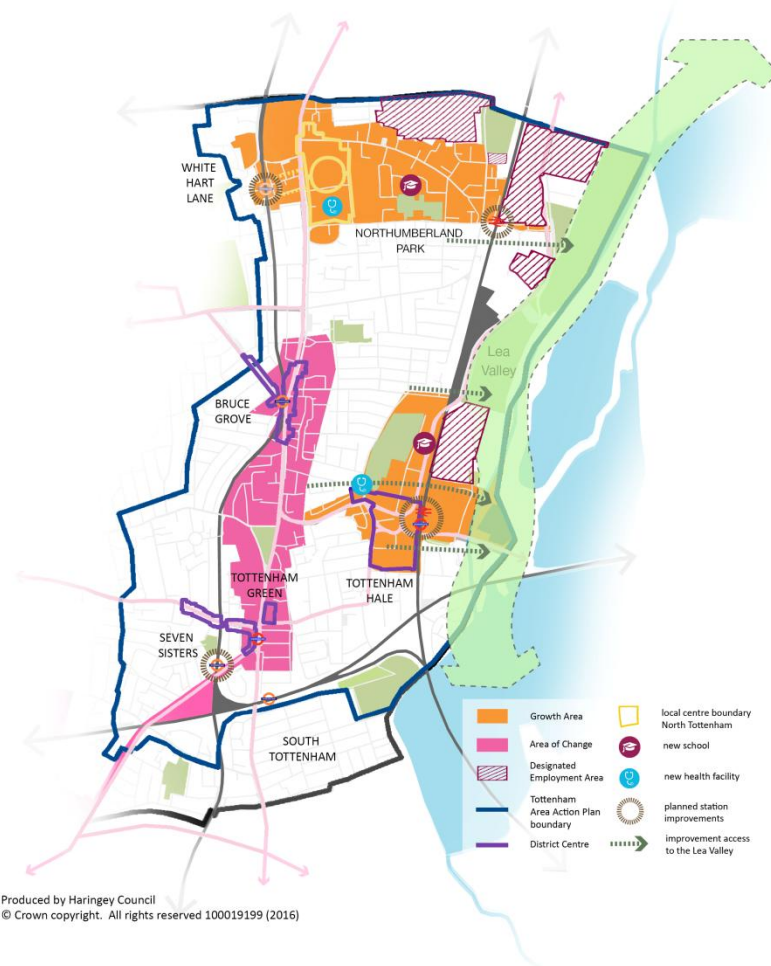 WHITE
HART
LANE
NORTHUMBERLAND
PARK
Lea
Valley
BRUCE
GROVE
TOTTENHAM
GREEN
TOTTENHAM
HALE
SEVEN
SISTERS
SOUTH
TOTTENHAM
Growth Area
Area of Change
Designated
Employment Area
Tottenham
Area Action Plan
boundary
District Centre
local centre boundary
North Tottenham
new school
new health facility
planned station
improvements
improvement access
to the Lea Valley
Produced by Haringey Council
© Crown copyright. All rights reserved 100019199 (2016)